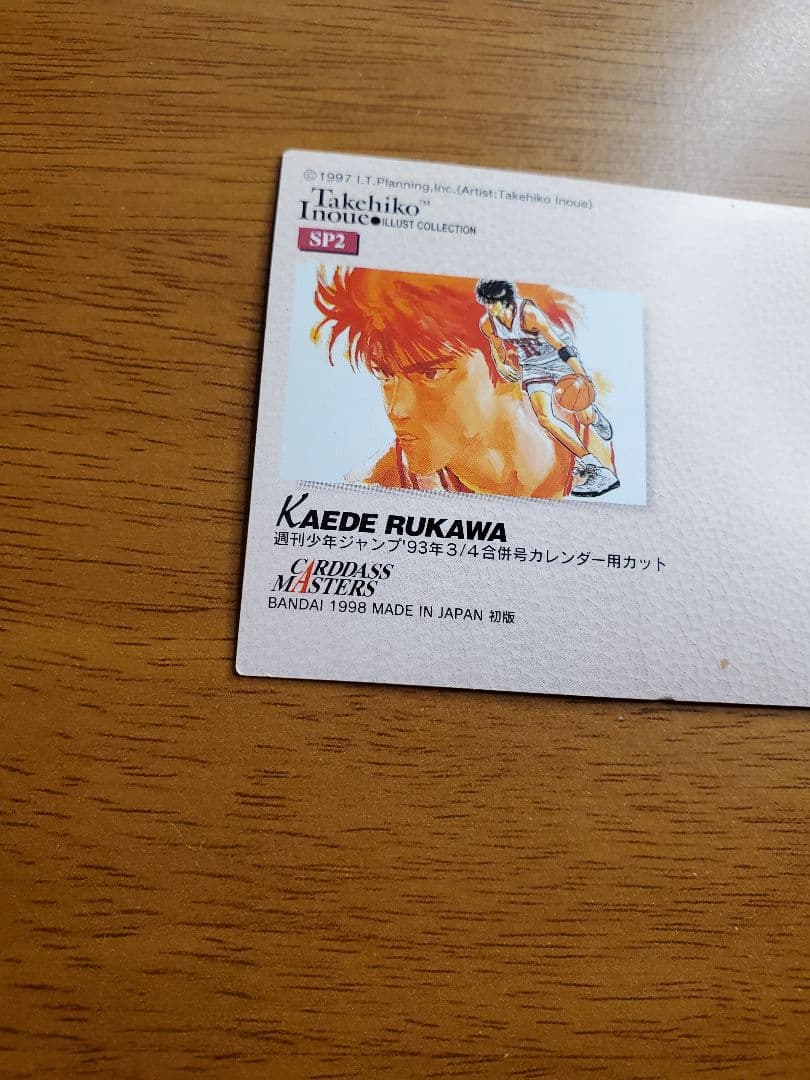 ©1997 I.T.Planning,Inc.(Artist:Takehiko Inoue)
Takehiko™
Inoue●ILLUST COLLECTION
SP2
KAEDE RUKAWA
週刊少年ジャンプ'93年3/4合併号カレンダー用カット
CARDDASS
MASTERS
BANDAI 1998 MADE IN JAPAN 初版